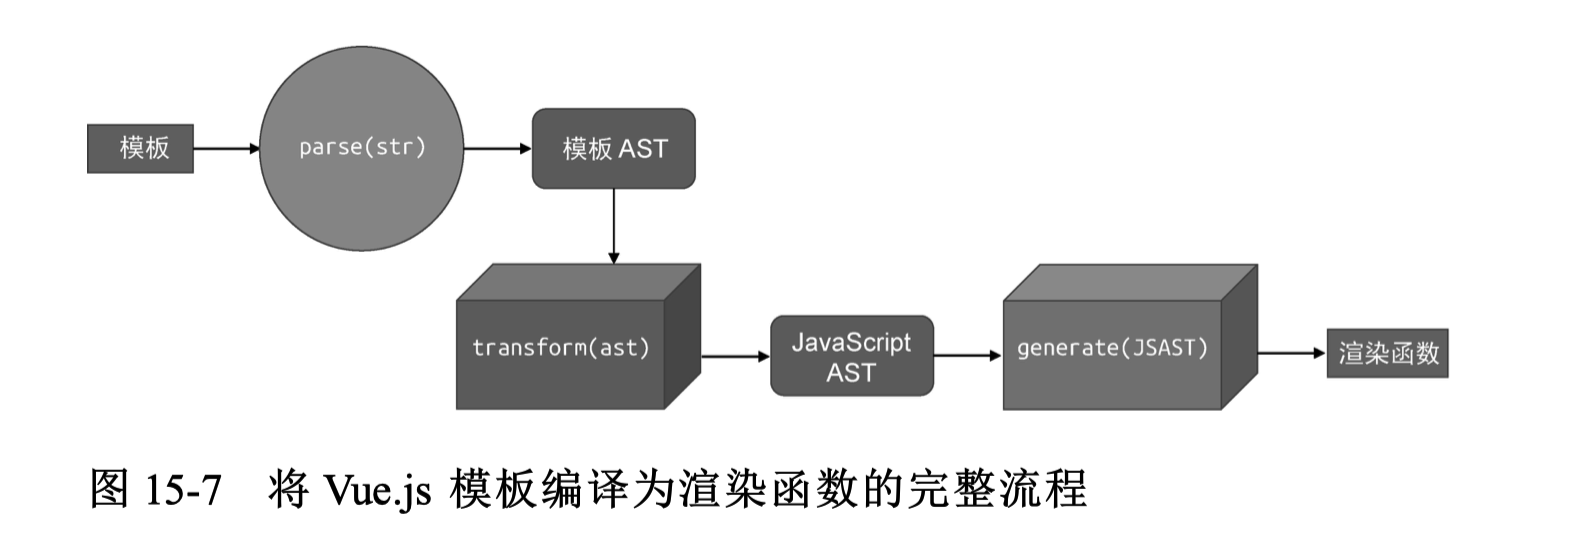 模板
parse(str)
模板 AST
transform(ast)
JavaScript
AST
generate(JSAST)
渲染函数
图 15-7 将 Vue.js 模板编译为渲染函数的完整流程